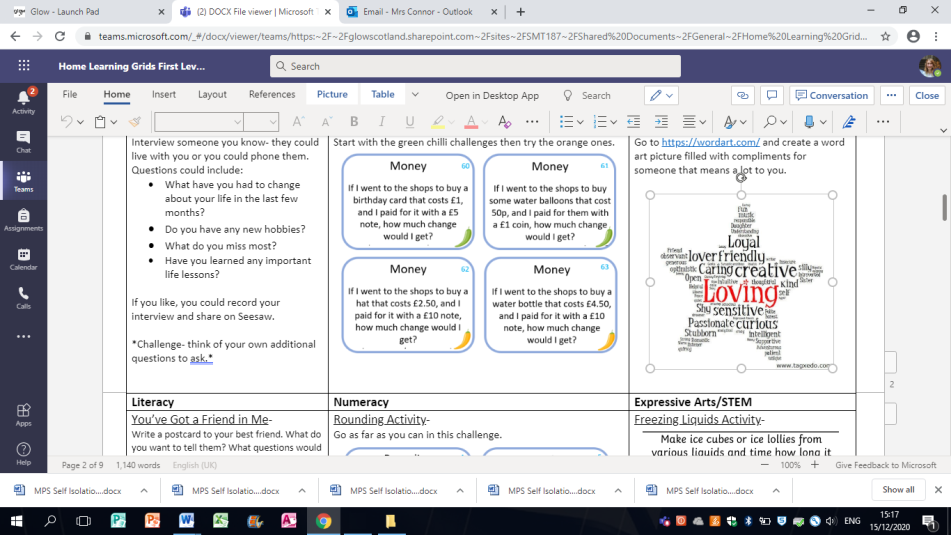 Glow - Launch Pad
(2) DOCX File viewer | Microsoft T
Email - Mrs Connor - Outlook
teams.microsoft.com/_#/docx/viewer/teams/https:~2F~2Fglowscotland.sharepoint.com~2Fsites~2FSMT187~2FShared%20Documents~2FGeneral~2FHome%20Learning%20Grid...
Home Learning Grids First Lev...
Search
File
Home
Insert
Layout
References
Picture
Table
Open in Desktop App
Search
Conversation
Close
Activity
2
Chat
Teams
Assignments
Calendar
Calls
Apps
Help
Interview someone you know- they could
live with you or you could phone them.
Questions could include:
• What have you had to change
about your life in the last few
months?
• Do you have any new hobbies?
• What do you miss most?
• Have you learned any important
life lessons?
If you like, you could record your
interview and share on Seesaw.
*Challenge- think of your own additional
questions to ask.*
Start with the green chilli challenges then try the orange ones.
Money 60
If I went to the shops to buy a
birthday card that costs £1,
and I paid for it with a £5
note, how much change
would I get?
Money 61
If I went to the shops to buy
some water balloons that cost
50p, and I paid for them with
a £1 coin, how much change
would I get?
Money 62
If I went to the shops to buy a
hat that costs £2.50, and I
paid for it with a £10 note,
how much change would I
get?
Money 63
If I went to the shops to buy a
water bottle that costs £4.50,
and I paid for it with a £10
note, how much change
would I get?
Go to https://wordart.com/ and create a word
art picture filled with compliments for
someone that means a lot to you.
Fun
Daughter
Understanding
Loyal
Friend
observant lover friendly
generous
optimistic Caring creative silly
Open intuitive thoughtful Kind Sister
Loving self
Shy sensitive
Passionate curious
Stubborn intelligent
Supportive
Adventurous
patient
www.tagxedo.com
2
Literacy
Numeracy
Expressive Arts/STEM
You've Got a Friend in Me-
Write a postcard to your best friend. What do
you want to tell them? What questions would
Rounding Activity-
Go as far as you can in this challenge.
Freezing Liquids Activity-
Make ice cubes or ice lollies from
various liquids and time how long it
Page 2 of 9
1,140 words
English (UK)
100%
Give Feedback to Microsoft
MPS Self Isolatio....docx
MPS Self Isolatio....docx
MPS Self Isolatio....docx
MPS Self Isolatio....docx
MPS Self Isolatio....docx
Show all
ENG
15:17
15/12/2020